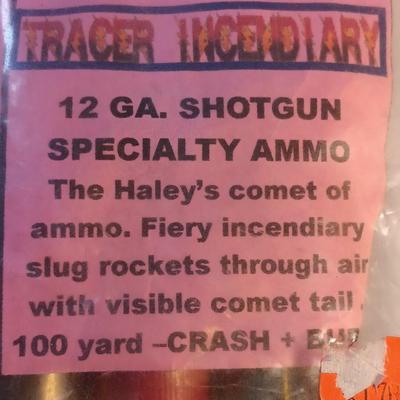 TRACER INCENDIARY
12 GA. SHOTGUN
SPECIALTY AMMO
The Haley's comet of
ammo. Fiery incendiary
slug rockets through air
with visible comet tail
100 yard –CRASH +